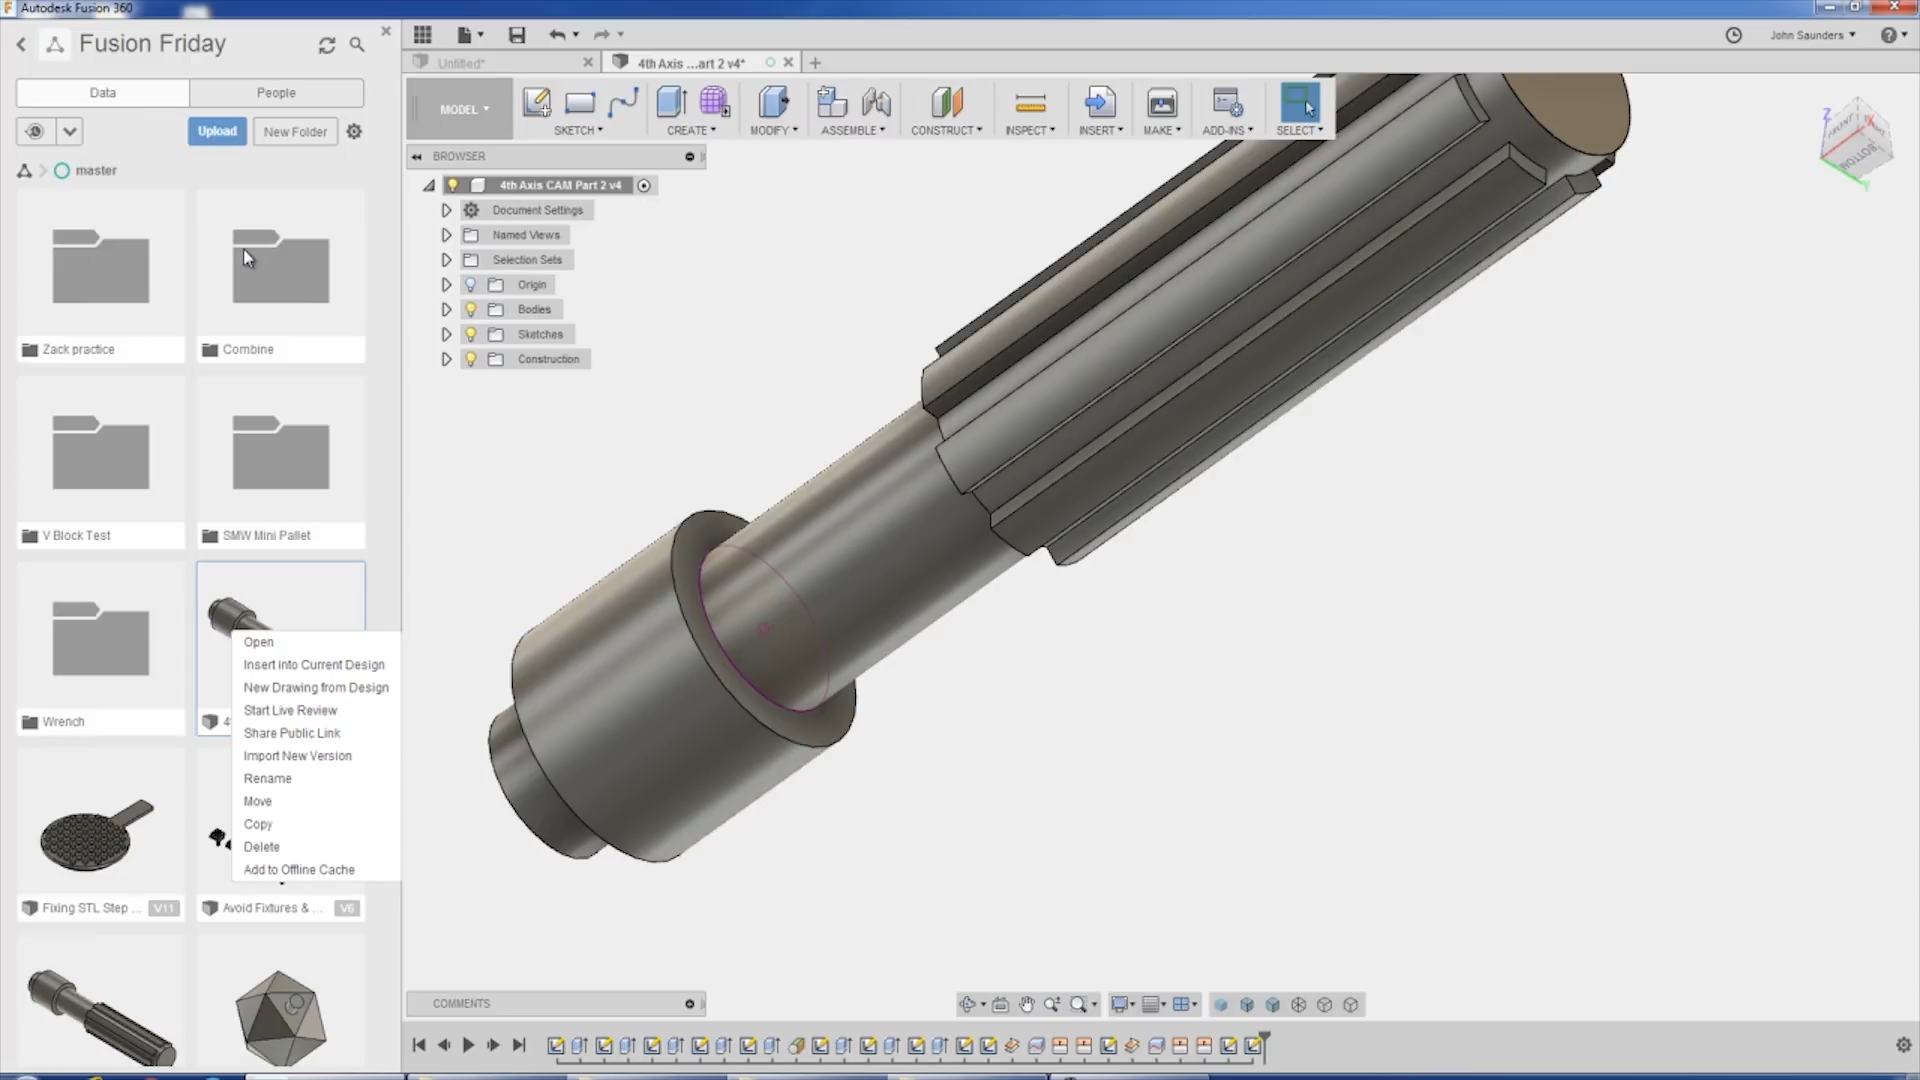 Autodesk Fusion 360
Fusion Friday
John Saunders
Data
People
Untitled*
4th Axis ...art 2 v4*
Upload
New Folder
MODEL
SKETCH
CREATE
MODIFY
ASSEMBLE
CONSTRUCT
INSPECT
INSERT
MAKE
ADD-INS
SELECT
master
BROWSER
4th Axis CAM Part 2 v4
Document Settings
Named Views
Selection Sets
Origin
Bodies
Sketches
Construction
Z
FRONT
BOTTOM
X
Y
Zack practice
Combine
V Block Test
SMW Mini Pallet
Wrench
Open
Insert into Current Design
New Drawing from Design
Start Live Review
Share Public Link
Import New Version
Rename
Move
Copy
Delete
Add to Offline Cache
Fixing STL Step ...
V11
Avoid Fixtures & ...
V6
COMMENTS